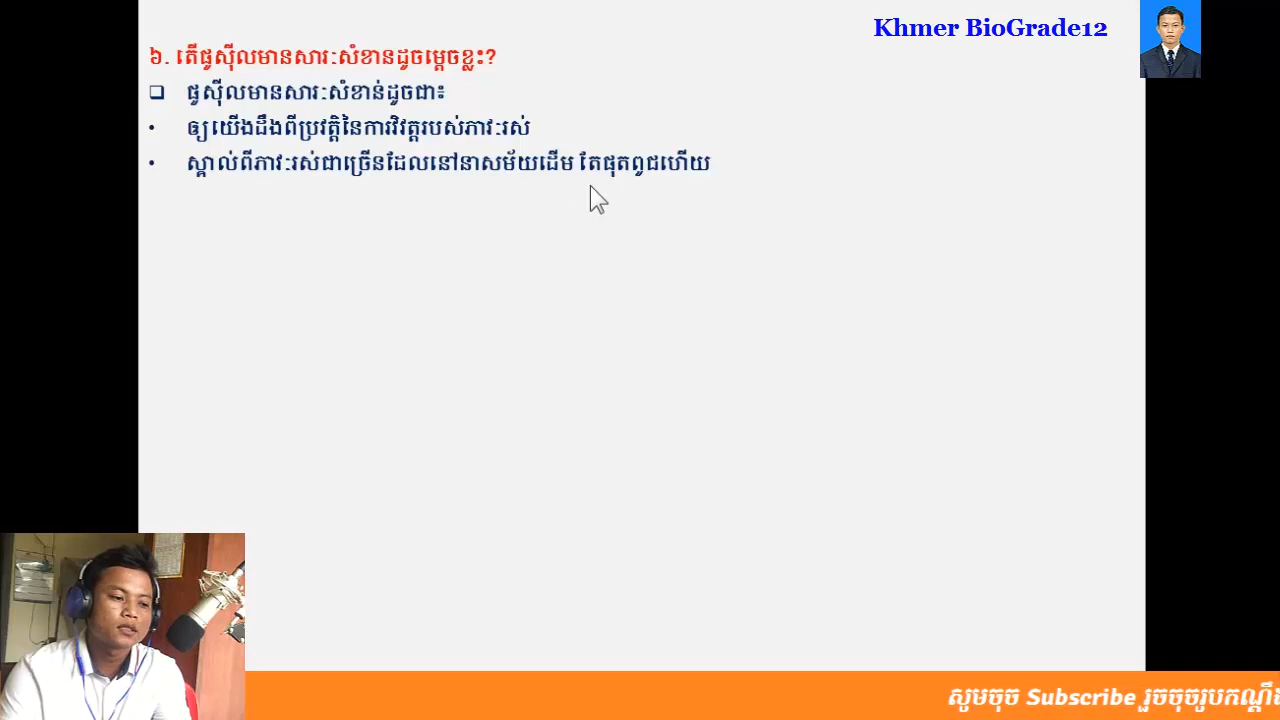 Khmer BioGrade12
៦. តើផូស៊ីលមានសារៈសំខានដូចម្តេចខ្លះ?
❑ ផូស៊ីលមានសារៈសំខាន់ដូចជា៖
• ឲ្យយើងដឹងពីប្រវត្តិនៃការវិវត្តរបស់ភាវៈរស់
• ស្គាល់ពីភាវៈរស់ជាច្រើនដែលនៅនាសម័យដើម តែផុតពូជហើយ
សូមចុច Subscribe រួចចុចរូបកណ្តឹង